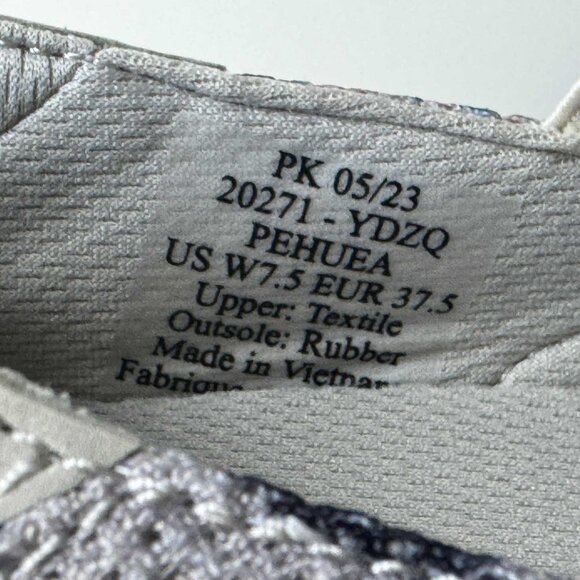 PK 05/23
20271 - YDZQ
PEHUEA
US W7.5 EUR 37.5
Upper: Textile
Outsole: Rubber
Made in Vietnam